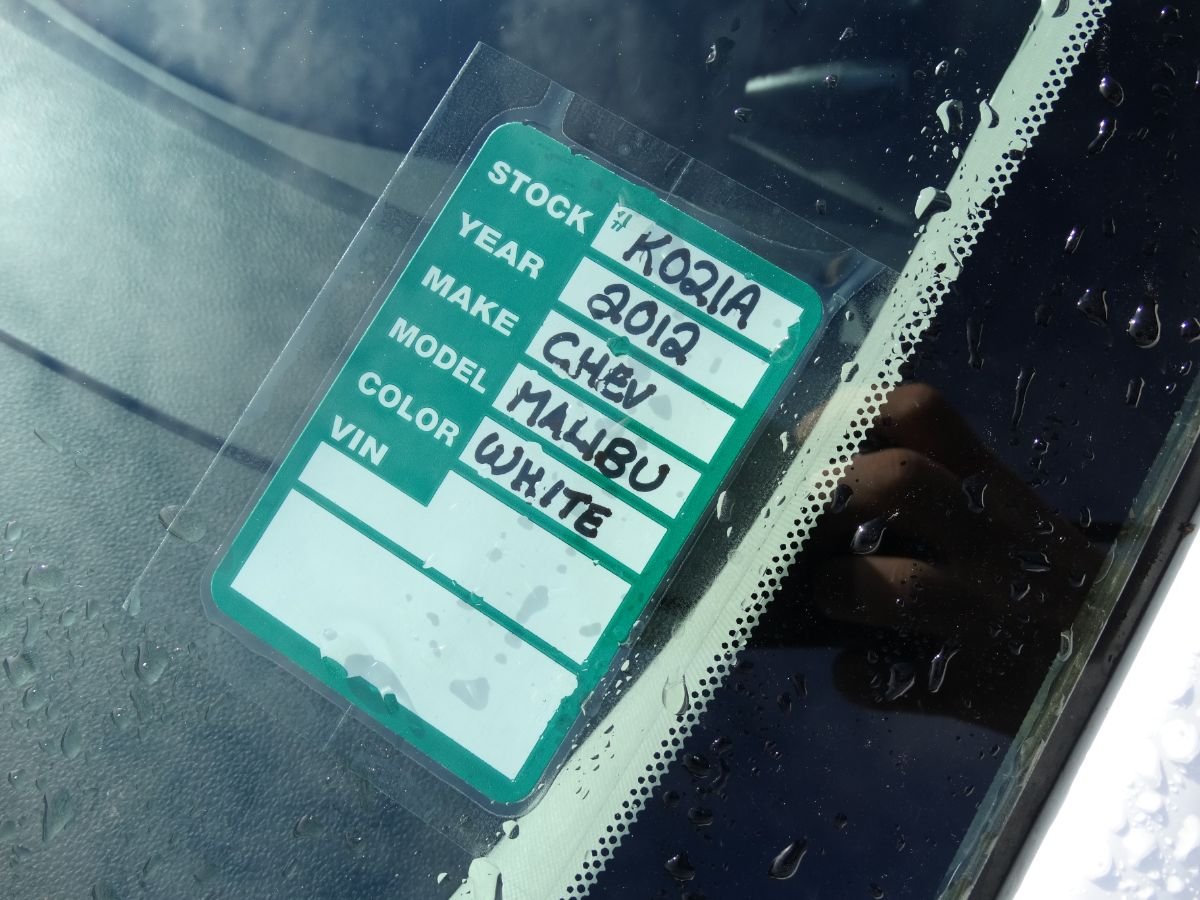 STOCK # K021A
YEAR 2012
MAKE CHEV
MODEL MALIBU
COLOR WHITE
VIN